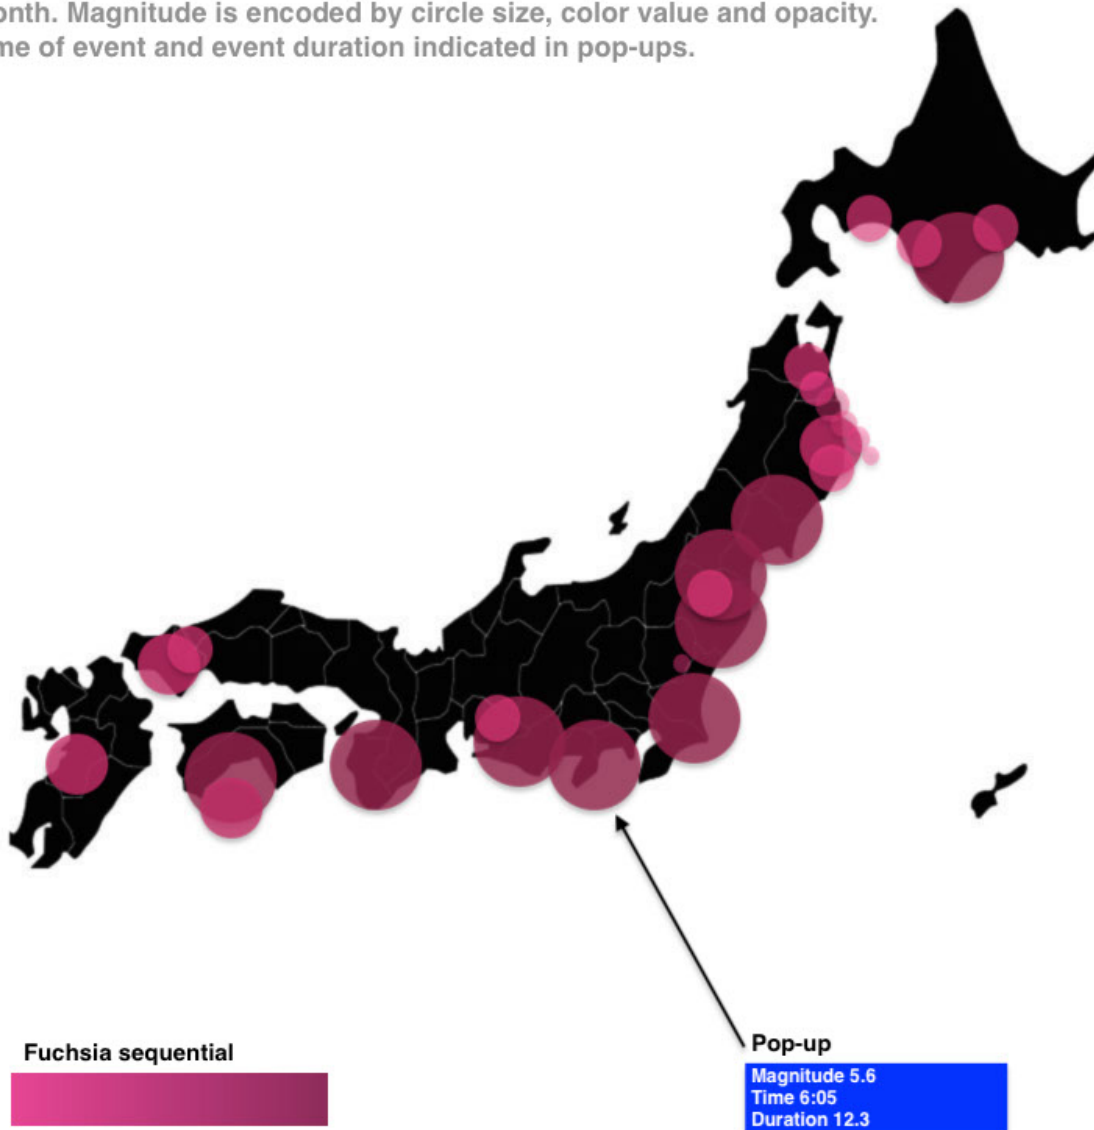 onth. Magnitude is encoded by circle size, color value and opacity.
me of event and event duration indicated in pop-ups.
Fuchsia sequential
Pop-up
Magnitude 5.6
Time 6:05
Duration 12.3